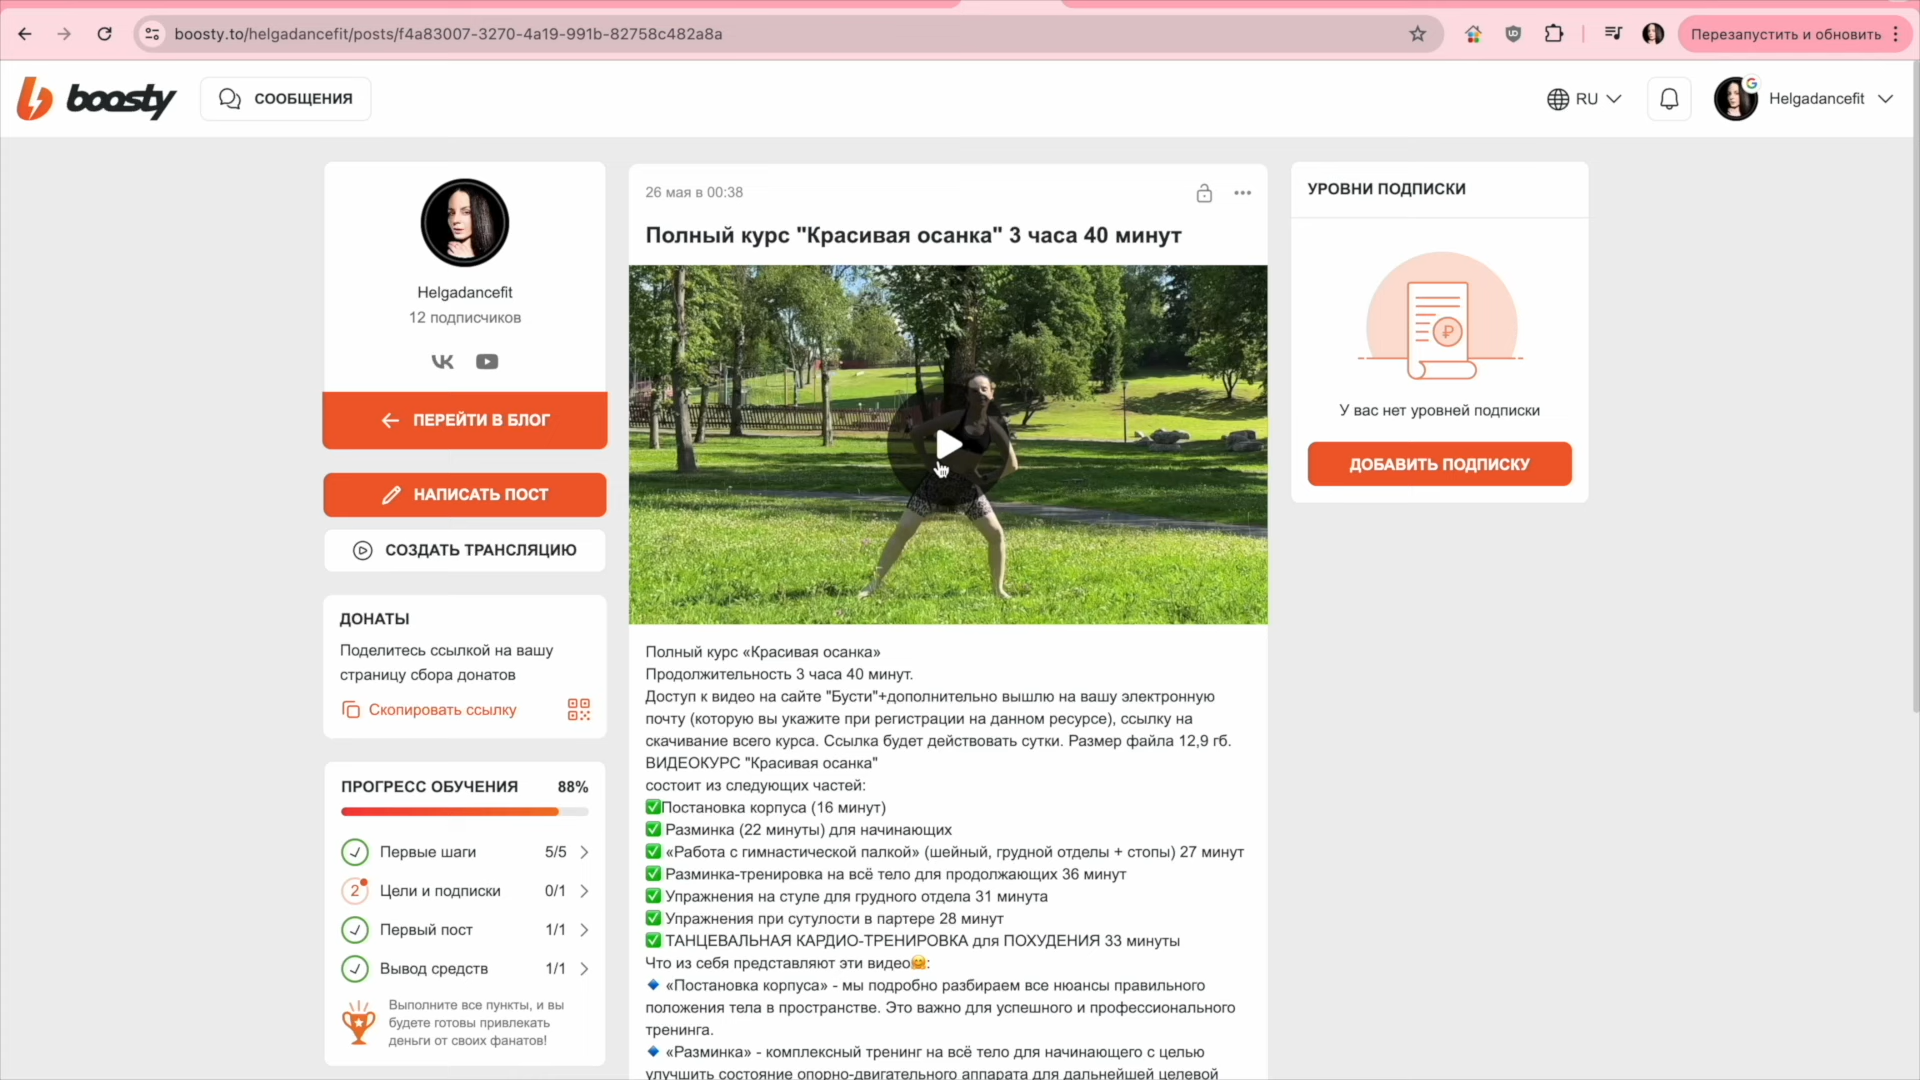 boosty.to/helgadancefit/posts/f4a83007-3270-4a19-991b-82758c482a8a
Перезапустить и обновить
boosty
СООБЩЕНИЯ
RU
Helgadancefit
Helgadancefit
12 подписчиков
ПЕРЕЙТИ В БЛОГ
НАПИСАТЬ ПОСТ
СОЗДАТЬ ТРАНСЛЯЦИЮ
ДОНАТЫ
Поделитесь ссылкой на вашу
страницу сбора донатов
Скопировать ссылку
ПРОГРЕСС ОБУЧЕНИЯ 88%
Первые шаги 5/5
2 Цели и подписки 0/1
Первый пост 1/1
Вывод средств 1/1
Выполните все пункты, и вы
будете готовы привлекать
деньги от своих фанатов!
26 мая в 00:38
Полный курс "Красивая осанка" 3 часа 40 минут
Полный курс «Красивая осанка»
Продолжительность 3 часа 40 минут.
Доступ к видео на сайте "Бусти"+дополнительно вышлю на вашу электронную
почту (которую вы укажите при регистрации на данном ресурсе), ссылку на
скачивание всего курса. Ссылка будет действовать сутки. Размер файла 12,9 гб.
ВИДЕОКУРС "Красивая осанка"
состоит из следующих частей:
✅Постановка корпуса (16 минут)
✅ Разминка (22 минуты) для начинающих
✅ «Работа с гимнастической палкой» (шейный, грудной отделы + стопы) 27 минут
✅ Разминка-тренировка на всё тело для продолжающих 36 минут
✅ Упражнения на стуле для грудного отдела 31 минута
✅ Упражнения при сутулости в партере 28 минут
✅ ТАНЦЕВАЛЬНАЯ КАРДИО-ТРЕНИРОВКА для ПОХУДЕНИЯ 33 минуты
Что из себя представляют эти видео🤗:
🔹 «Постановка корпуса» - мы подробно разбираем все нюансы правильного
положения тела в пространстве. Это важно для успешного и профессионального
тренинга.
🔹 «Разминка» - комплексный тренинг на всё тело для начинающего с целью
улучшить состояние опорно-двигательного аппарата для дальнейшей целевой
УРОВНИ ПОДПИСКИ
₽
У вас нет уровней подписки
ДОБАВИТЬ ПОДПИСКУ